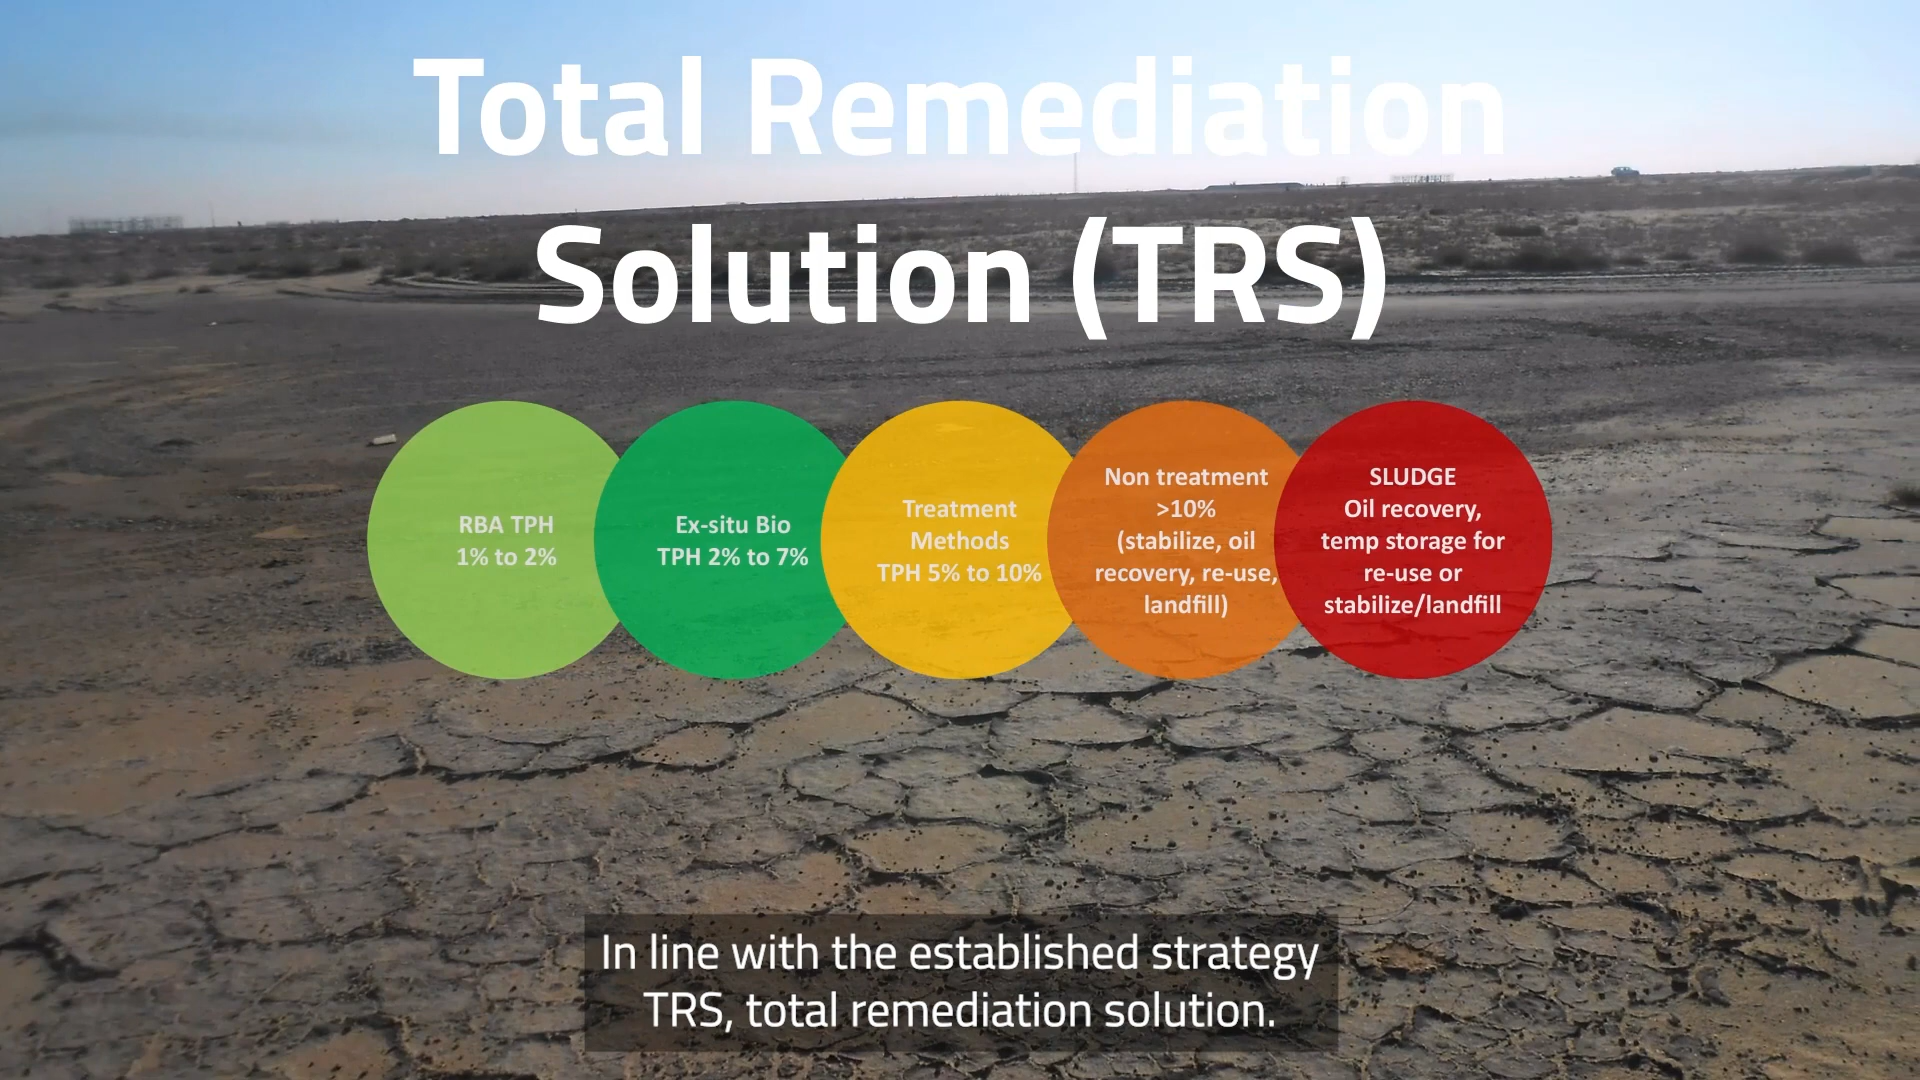 Total Remediation
Solution (TRS)
RBA TPH
1% to 2%
Ex-situ Bio
TPH 2% to 7%
Treatment
Methods
TPH 5% to 10%
Non treatment
>10%
(stabilize, oil
recovery, re-use,
landfill)
SLUDGE
Oil recovery,
temp storage for
re-use or
stabilize/landfill
In line with the established strategy
TRS, total remediation solution.